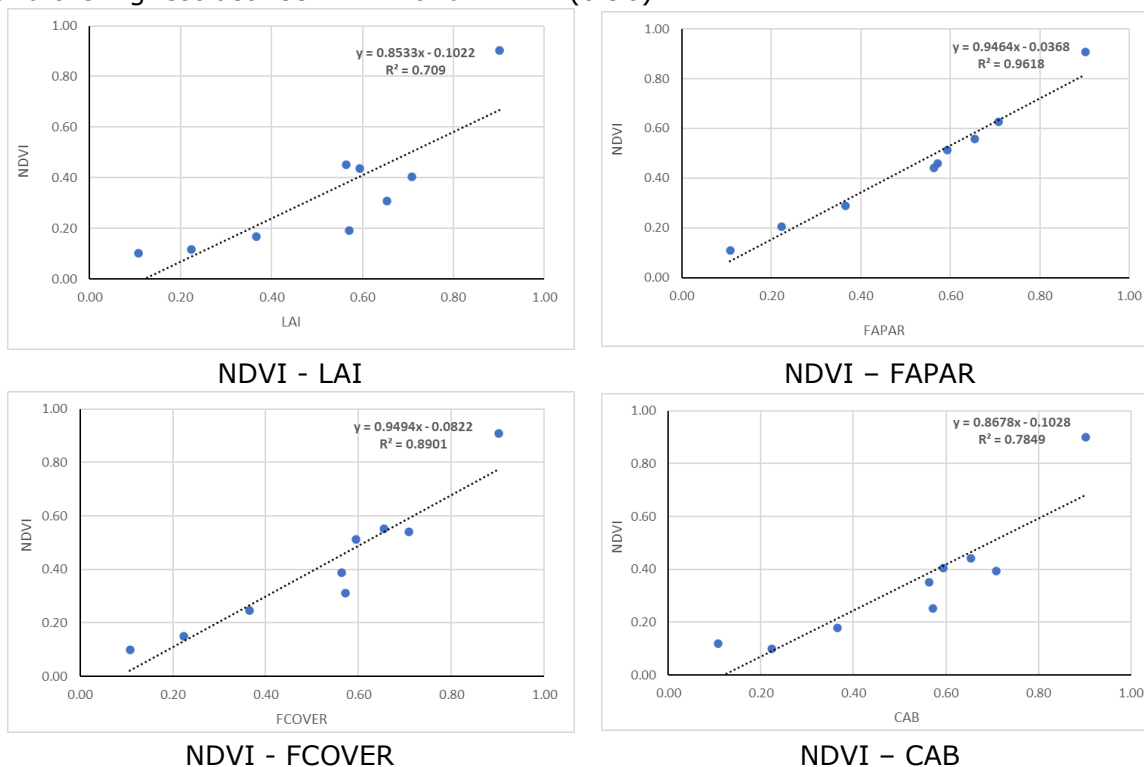 highest between
1.00
0.80
0.60
0.40
0.20
0.00
NDVI
y = 0.8533x - 0.1022
R² = 0.709
0.00 0.20 0.40 0.60 0.80 1.00
LAI
NDVI - LAI
1.00
0.80
0.60
0.40
0.20
0.00
NDVI
y = 0.9464x - 0.0368
R² = 0.9618
0.00 0.20 0.40 0.60 0.80 1.00
FAPAR
NDVI – FAPAR
1.00
0.80
0.60
0.40
0.20
0.00
NDVI
y = 0.9494x - 0.0822
R² = 0.8901
0.00 0.20 0.40 0.60 0.80 1.00
FCOVER
NDVI - FCOVER
1.00
0.80
0.60
0.40
0.20
0.00
NDVI
y = 0.8678x - 0.1028
R² = 0.7849
0.00 0.20 0.40 0.60 0.80 1.00
CAB
NDVI – CAB